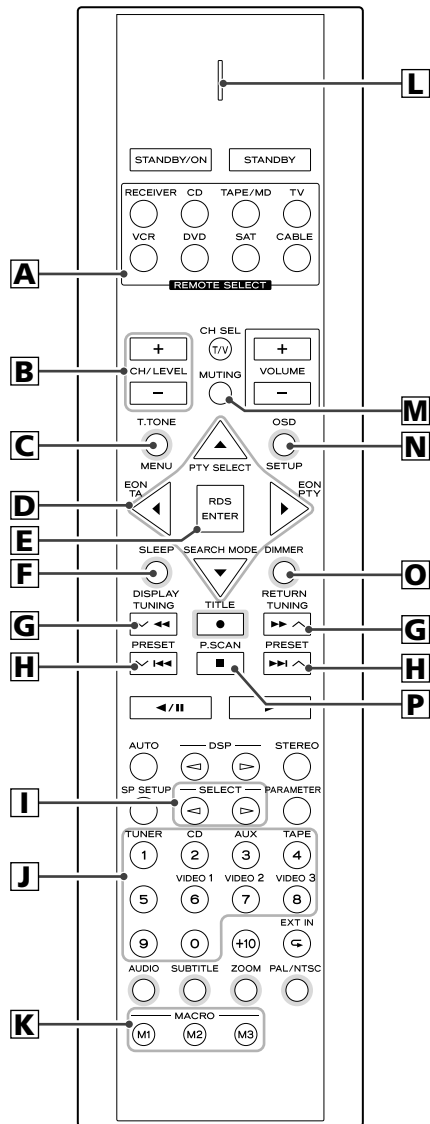 L
STANDBY/ON STANDBY
RECEIVER CD TAPE/MD TV
VCR DVD SAT CABLE
A
REMOTE SELECT
CH SEL
+ T/V +
B CH/LEVEL MUTING VOLUME
− −
M
C T.TONE OSD N
MENU PTY SELECT SETUP
EON TA EON PTY
D RDS
E ENTER
F SLEEP SEARCH MODE DIMMER O
DISPLAY RETURN
TUNING TITLE TUNING
G G
PRESET P.SCAN PRESET
H H
P
AUTO DSP STEREO
SP SETUP SELECT PARAMETER
I
TUNER CD AUX TAPE
J 1 2 3 4
VIDEO 1 VIDEO 2 VIDEO 3
5 6 7 8
EXT IN
9 0 +10
AUDIO SUBTITLE ZOOM PAL/NTSC
MACRO
K M1 M2 M3